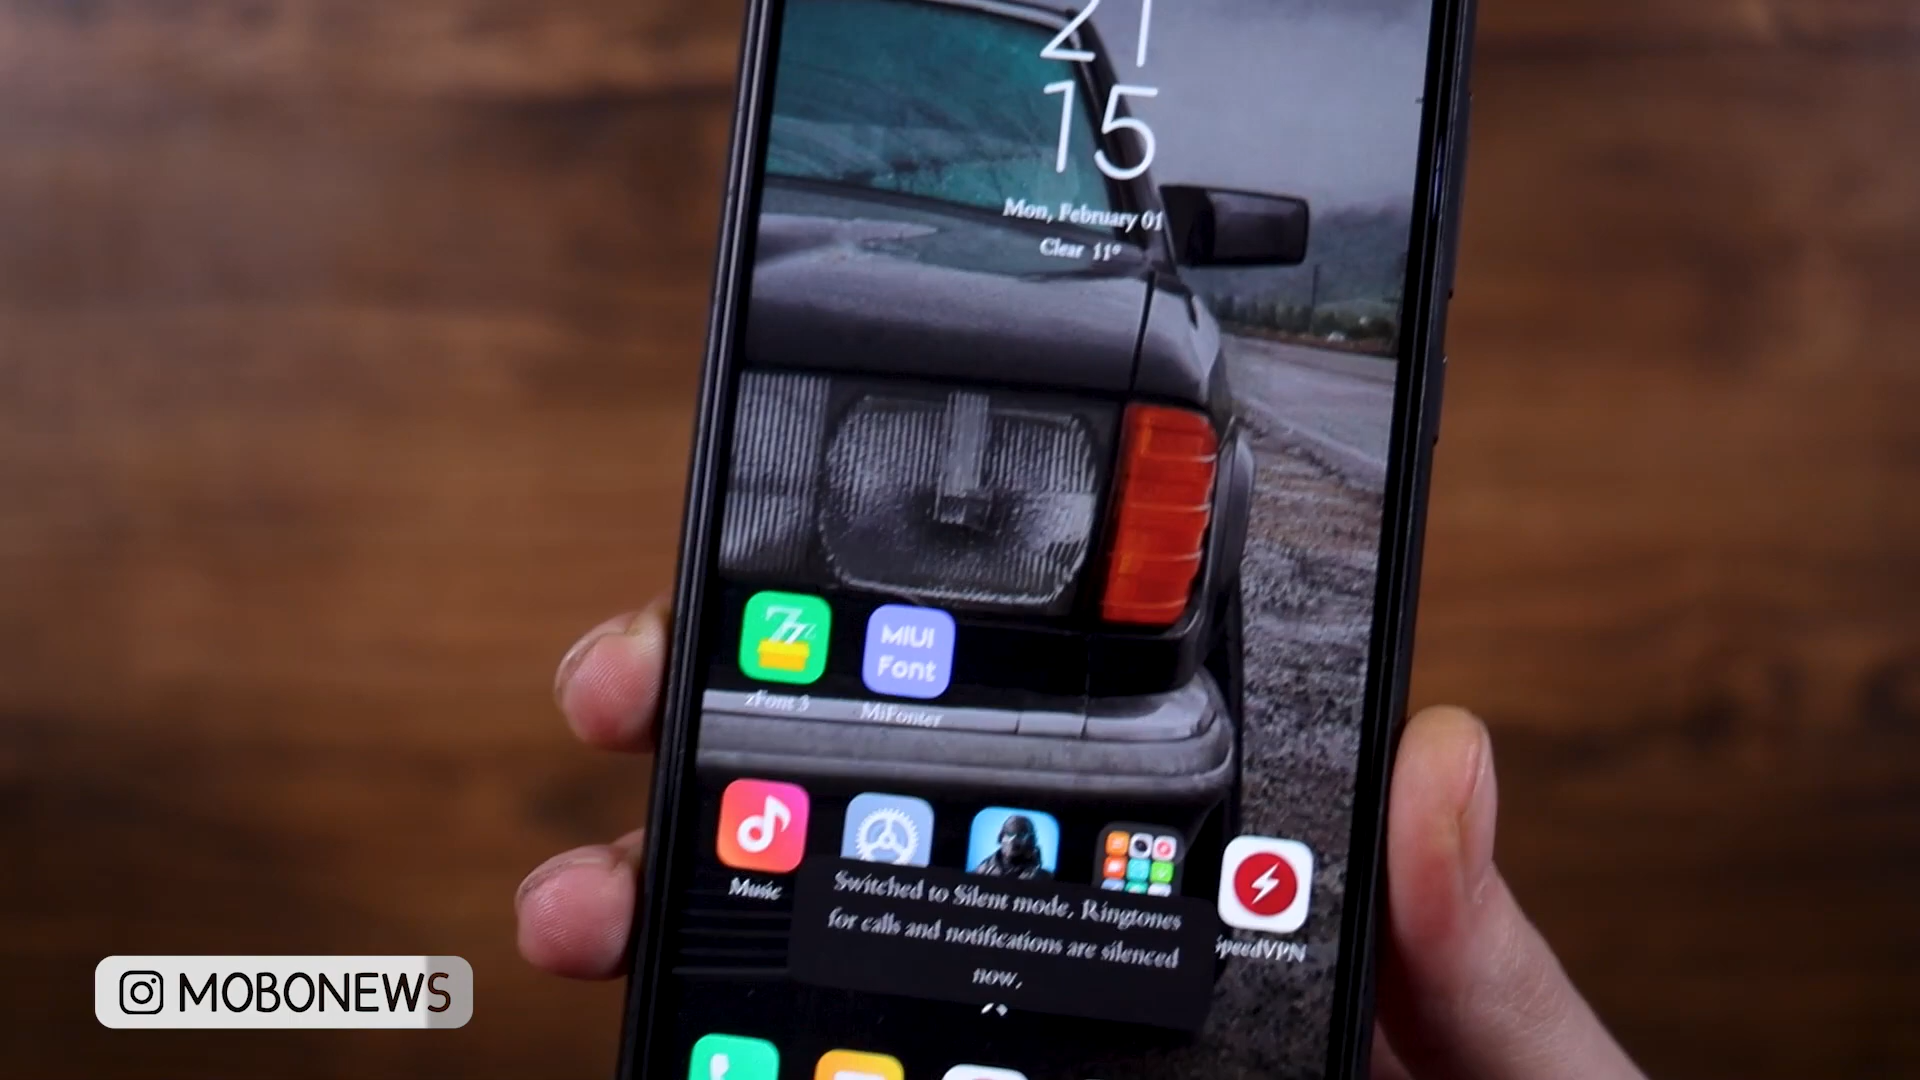 21
15
Mon, February 01
Clear 11°
MIUI
Font
zFont 3
MiFonter
Music
Switched to Silent mode, Ringtones
for calls and notifications are silenced
now,
SpeedVPN
MOBONEWS